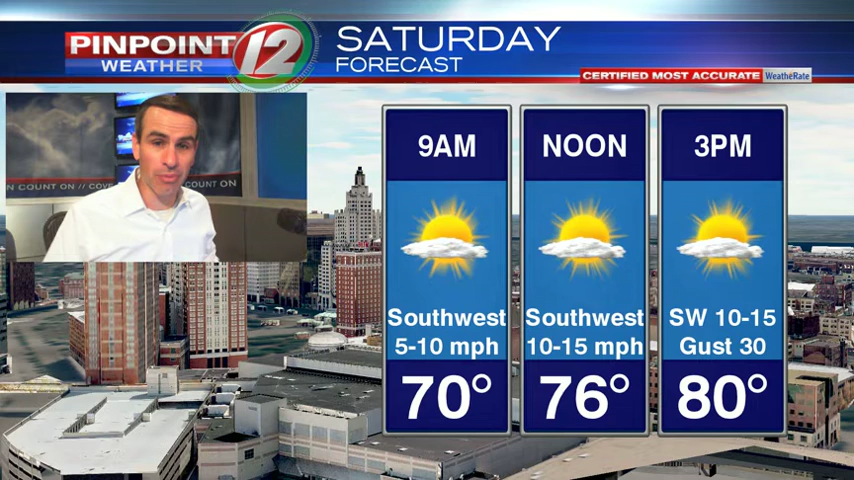 PINPOINT 12
WEATHER
SATURDAY
FORECAST
CERTIFIED MOST ACCURATE WeatheRate
N COUNT ON // COVE
COUNT ON
9AM
Southwest
5-10 mph
70°
NOON
Southwest
10-15 mph
76°
3PM
SW 10-15
Gust 30
80°